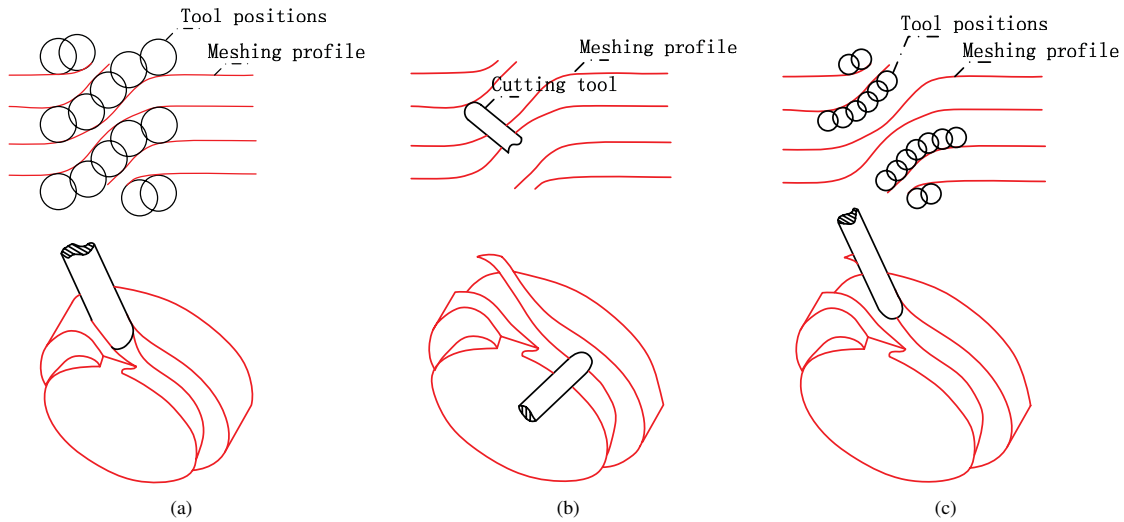 Tool positions
Meshing profile
Meshing profile
Cutting tool
Tool positions
Meshing profile
(a)
(b)
(c)